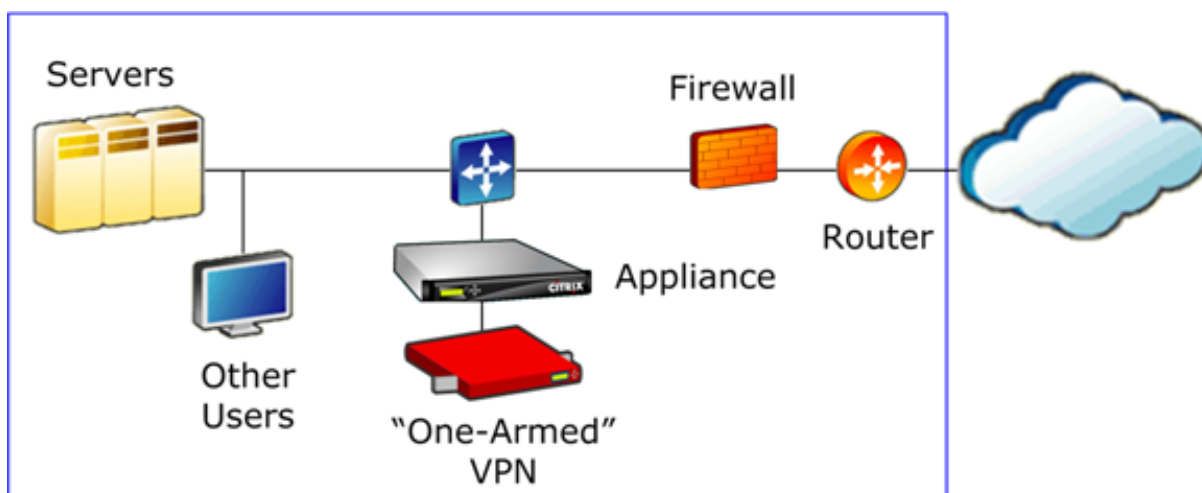 Servers
Firewall
Router
Appliance
CITRIX
Other
Users
“One-Armed”
VPN